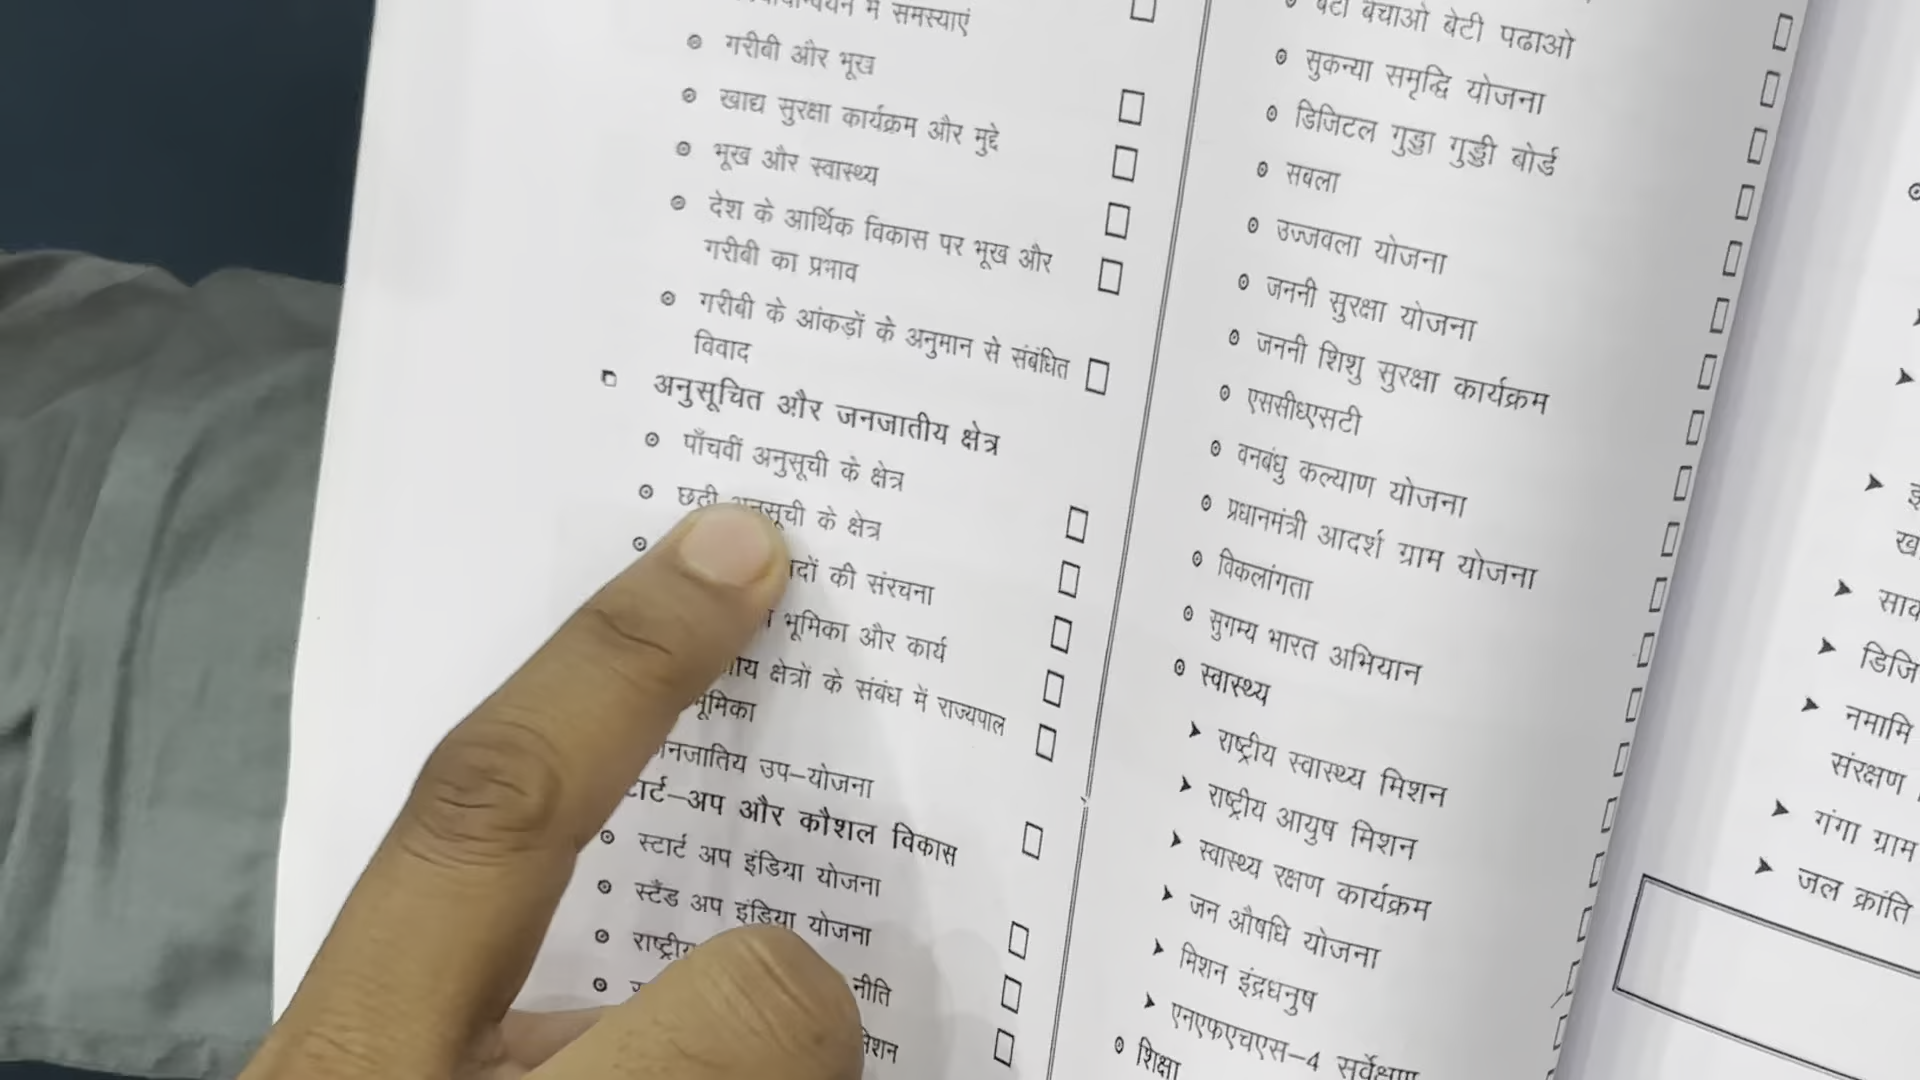 में समस्याएं
गरीबी और भूख
खाद्य सुरक्षा कार्यक्रम और मुद्दे
भूख और स्वास्थ्य
देश के आर्थिक विकास पर भूख और
गरीबी का प्रभाव
गरीबी के आंकड़ों के अनुमान से संबंधित
विवाद
अनुसूचित और जनजातीय क्षेत्र
पाँचवीं अनुसूची के क्षेत्र
अनुसूची के क्षेत्र
की संरचना
भूमिका और कार्य
क्षेत्रों के संबंध में राज्यपाल
भूमिका
उप–योजना
स्टार्ट–अप और कौशल विकास
स्टार्ट अप इंडिया योजना
स्टैंड अप इंडिया योजना
नीति
बेटी बचाओ बेटी पढाओ
सुकन्या समृद्धि योजना
डिजिटल गुड्डा गुड्डी बोर्ड
सबला
उज्जवला योजना
जननी सुरक्षा योजना
जननी शिशु सुरक्षा कार्यक्रम
एससीध्एसटी
वनबंधु कल्याण योजना
प्रधानमंत्री आदर्श ग्राम योजना
विकलांगता
सुगम्य भारत अभियान
स्वास्थ्य
राष्ट्रीय स्वास्थ्य मिशन
राष्ट्रीय आयुष मिशन
स्वास्थ्य रक्षण कार्यक्रम
जन औषधि योजना
मिशन इंद्रधनुष
एनएफएचएस–4 सर्वेक्षण
शिक्षा
नमामि
संरक्षण
गंगा ग्राम
जल क्रांति